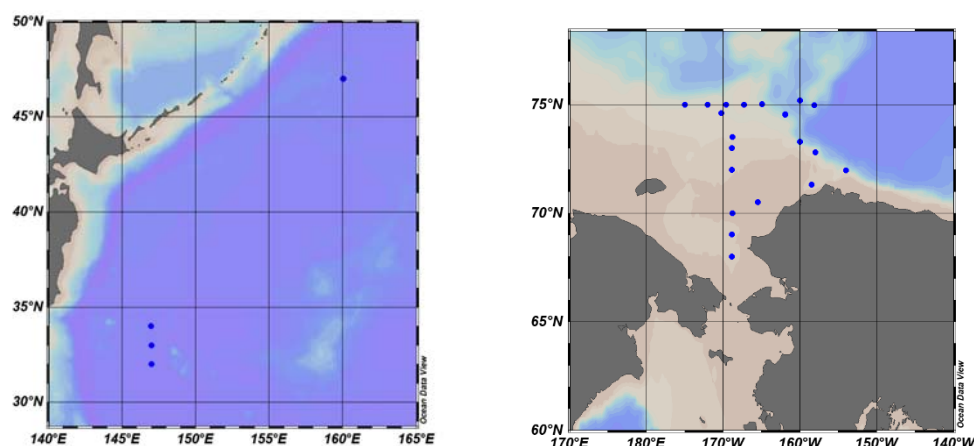 50°N
45°N
40°N
35°N
30°N
140°E 145°E 150°E 155°E 160°E 165°E
Ocean Data View
75°N
70°N
65°N
60°N
170°E 180°E 170°W 160°W 150°W 140°W
Ocean Data View